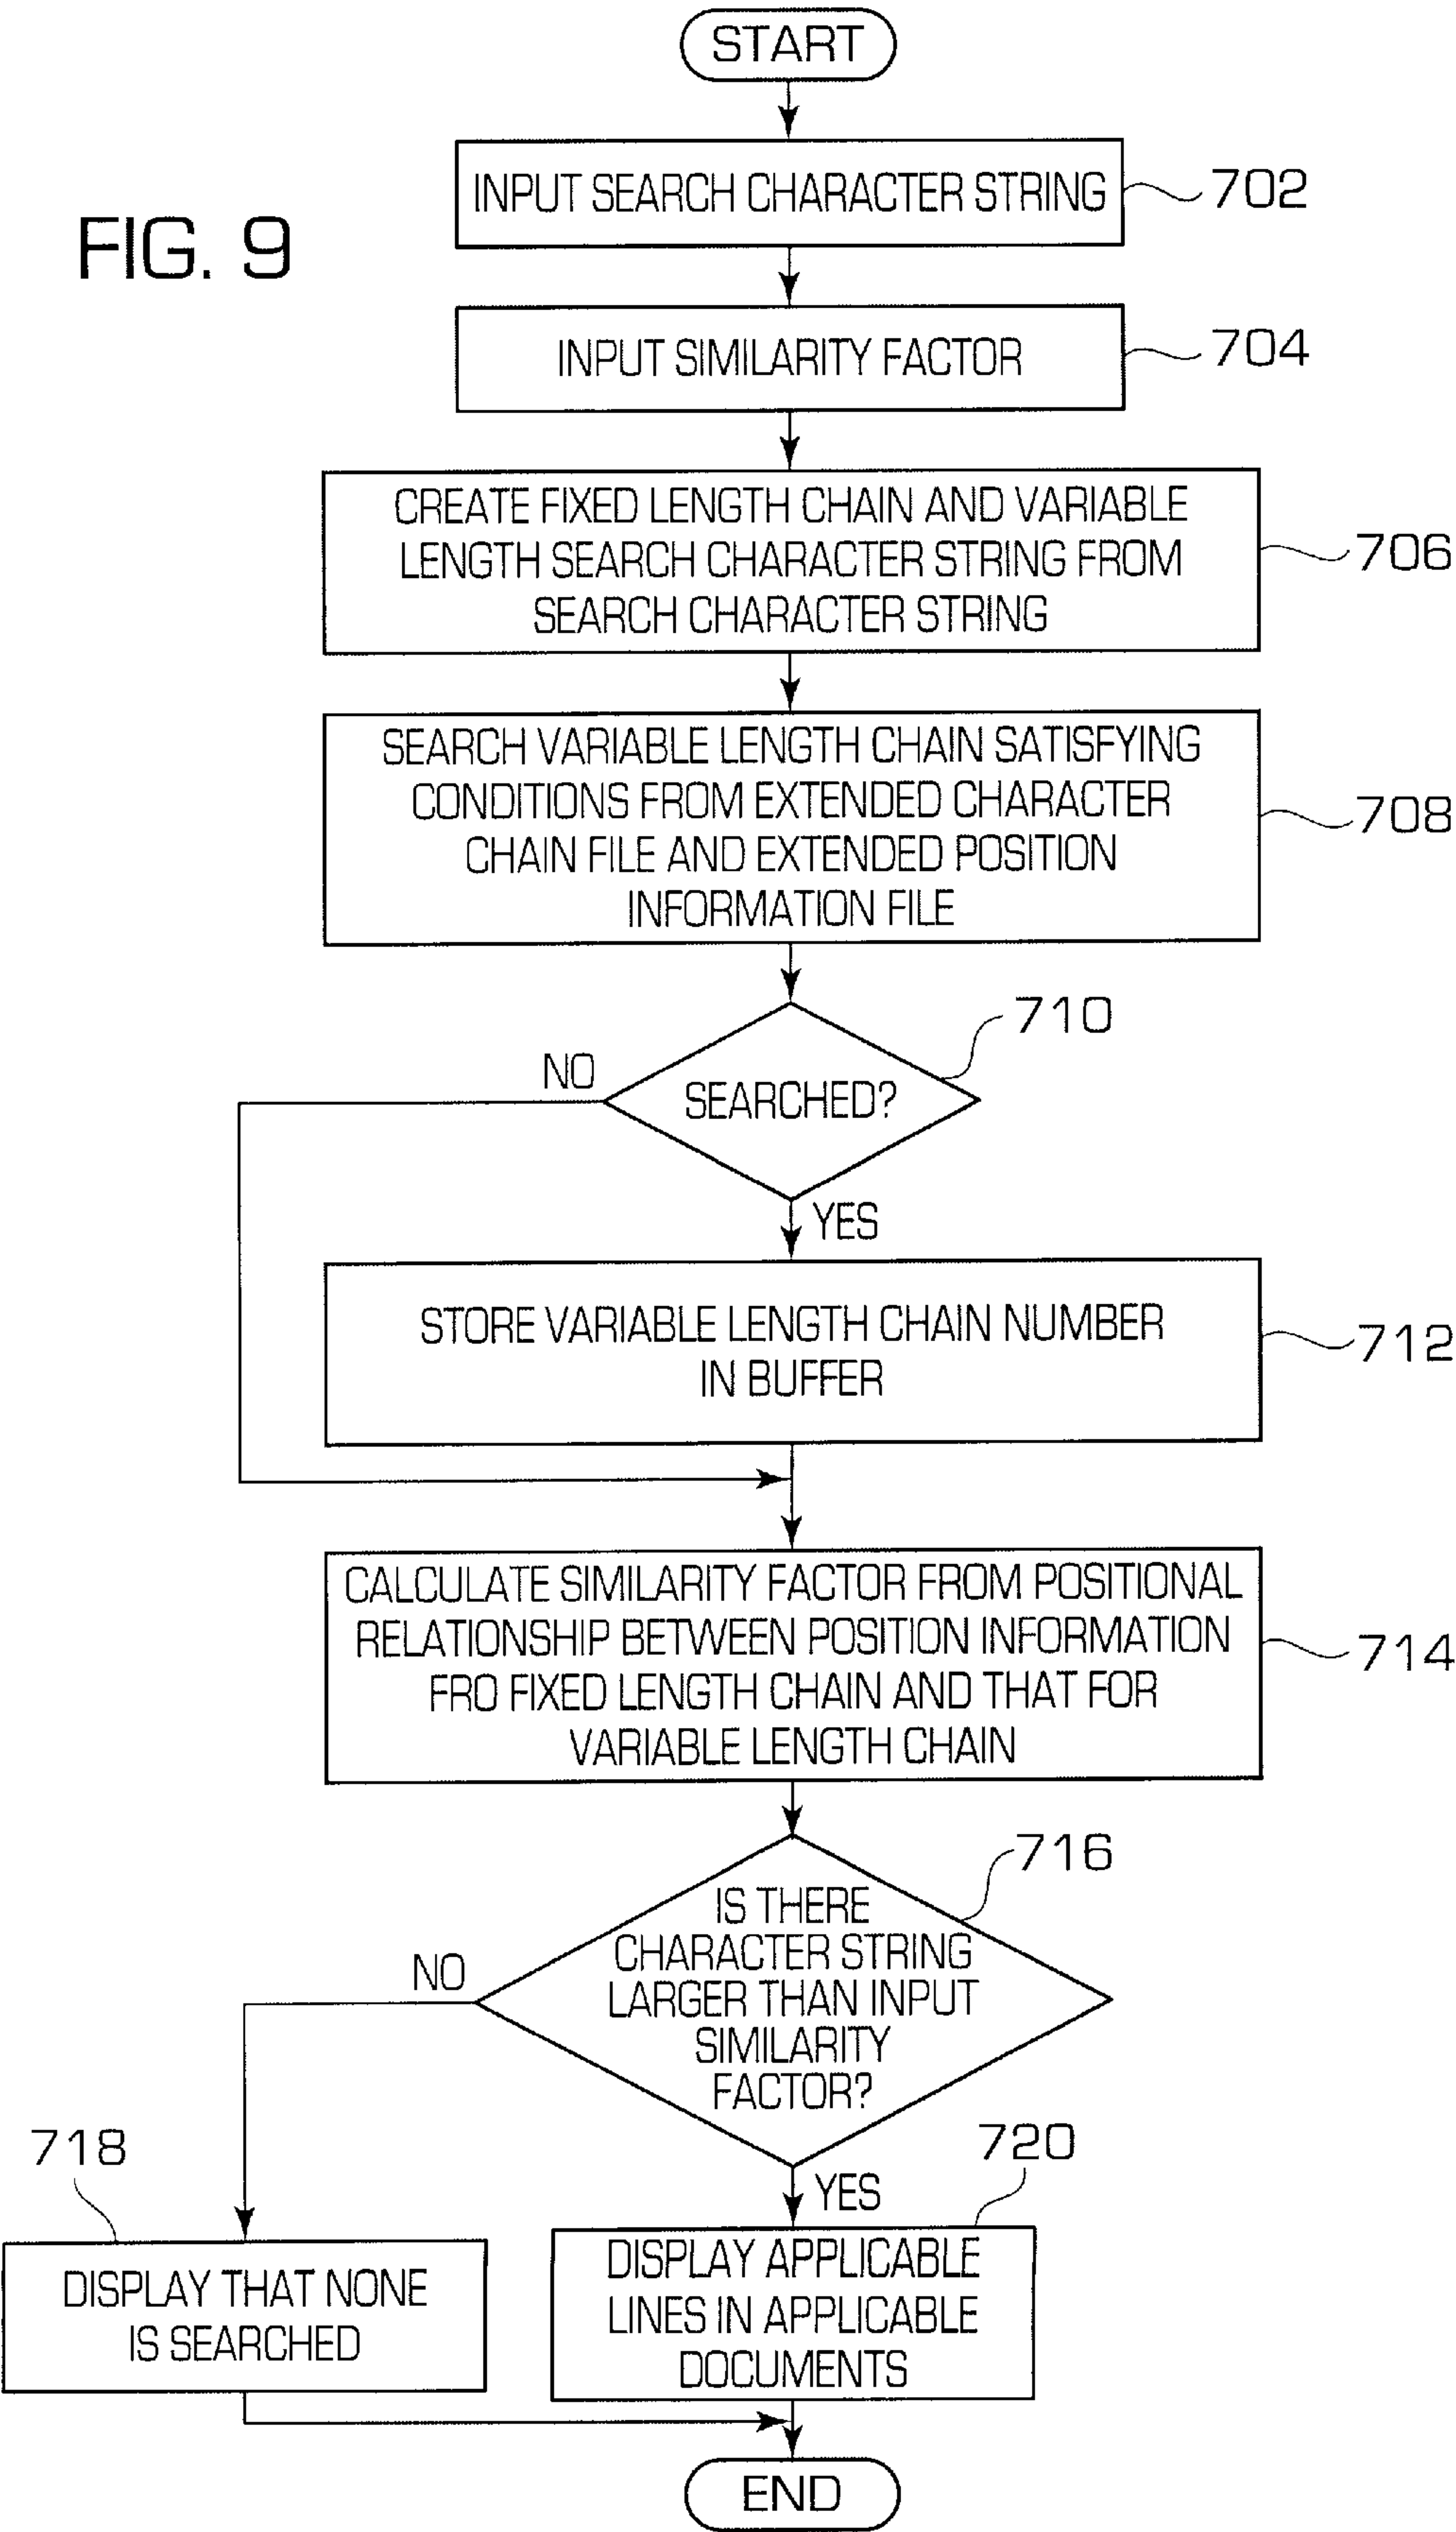 START
INPUT SEARCH CHARACTER STRING
702
FIG. 9
INPUT SIMILARITY FACTOR
704
CREATE FIXED LENGTH CHAIN AND VARIABLE
LENGTH SEARCH CHARACTER STRING FROM
SEARCH CHARACTER STRING
706
SEARCH VARIABLE LENGTH CHAIN SATISFYING
CONDITIONS FROM EXTENDED CHARACTER
CHAIN FILE AND EXTENDED POSITION
INFORMATION FILE
708
710
NO
SEARCHED?
YES
STORE VARIABLE LENGTH CHAIN NUMBER
IN BUFFER
712
CALCULATE SIMILARITY FACTOR FROM POSITIONAL
RELATIONSHIP BETWEEN POSITION INFORMATION
FRO FIXED LENGTH CHAIN AND THAT FOR
VARIABLE LENGTH CHAIN
714
716
IS THERE
CHARACTER STRING
LARGER THAN INPUT
SIMILARITY
FACTOR?
NO
YES
718
720
DISPLAY THAT NONE
IS SEARCHED
DISPLAY APPLICABLE
LINES IN APPLICABLE
DOCUMENTS
END